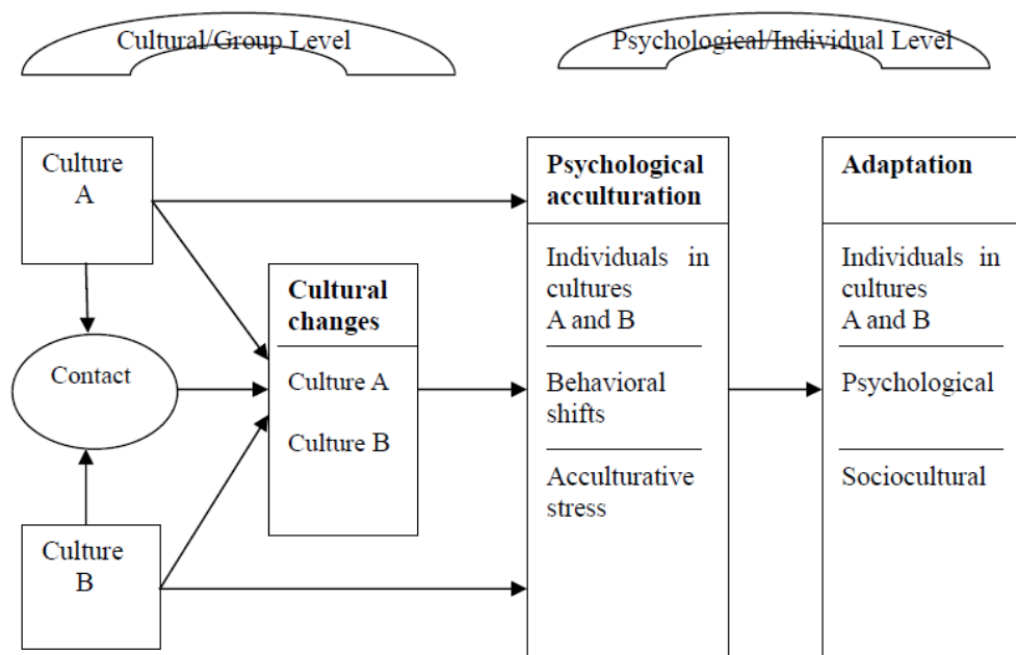 Cultural/Group Level
Psychological/Individual Level
Culture
A
Contact
Culture
B
Cultural
changes
Culture A
Culture B
Psychological
acculturation
Individuals in
cultures
A and B
Behavioral
shifts
Acculturative
stress
Adaptation
Individuals in
cultures
A and B
Psychological
Sociocultural